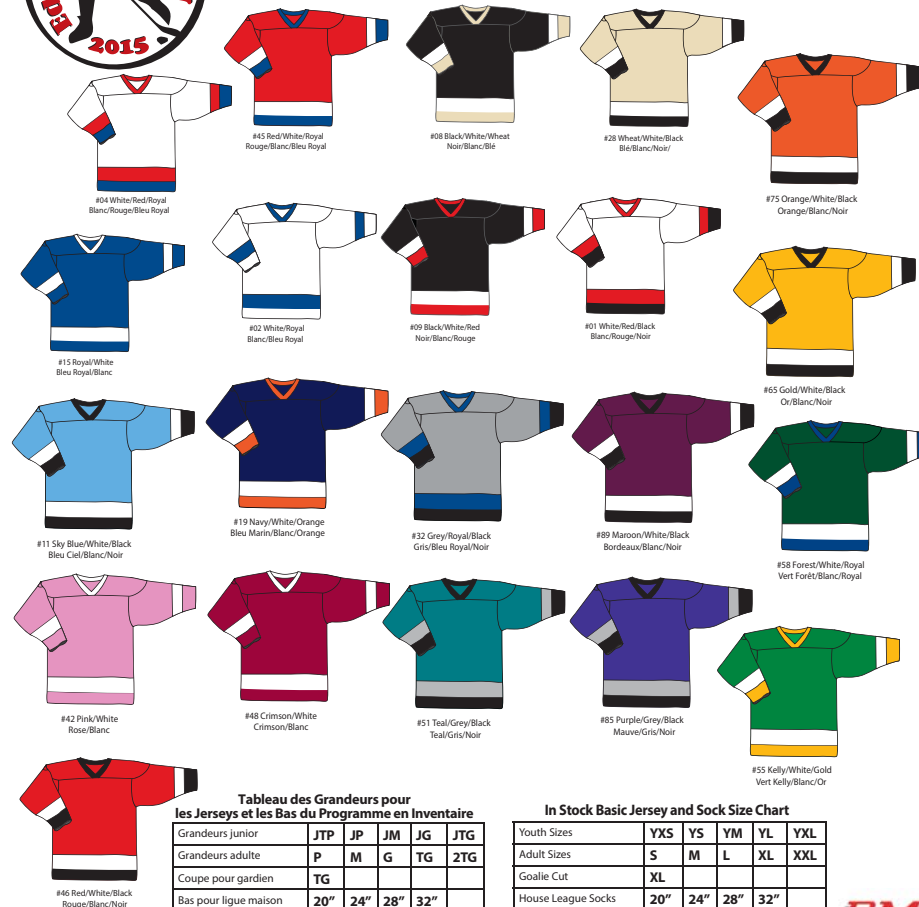 2015
#45 Red/White/Royal
Rouge/Blanc/Bleu Royal
#08 Black/White/Wheat
Noir/Blanc/Blé
#28 Wheat/White/Black
Blé/Blanc/Noir/
#04 White/Red/Royal
Blanc/Rouge/Bleu Royal
#75 Orange/White/Black
Orange/Blanc/Noir
#15 Royal/White
Bleu Royal/Blanc
#02 White/Royal
Blanc/Bleu Royal
#09 Black/White/Red
Noir/Blanc/Rouge
#01 White/Red/Black
Blanc/Rouge/Noir
#65 Gold/White/Black
Or/Blanc/Noir
#11 Sky Blue/White/Black
Bleu Ciel/Blanc/Noir
#19 Navy/White/Orange
Bleu Marin/Blanc/Orange
#32 Grey/Royal/Black
Gris/Bleu Royal/Noir
#89 Maroon/White/Black
Bordeaux/Blanc/Noir
#58 Forest/White/Royal
Vert Forêt/Blanc/Royal
#42 Pink/White
Rose/Blanc
#48 Crimson/White
Crimson/Blanc
#51 Teal/Grey/Black
Teal/Gris/Noir
#85 Purple/Grey/Black
Mauve/Gris/Noir
#55 Kelly/White/Gold
Vert Kelly/Blanc/Or
#46 Red/White/Black
Rouge/Blanc/Noir
Tableau des Grandeurs pour
les Jerseys et les Bas du Programme en Inventaire
Grandeurs junior JTP JP JM JG JTG
Grandeurs adulte P M G TG 2TG
Coupe pour gardien TG
Bas pour ligue maison 20” 24” 28” 32”
In Stock Basic Jersey and Sock Size Chart
Youth Sizes YXS YS YM YL YXL
Adult Sizes S M L XL XXL
Goalie Cut XL
House League Socks 20” 24” 28” 32”